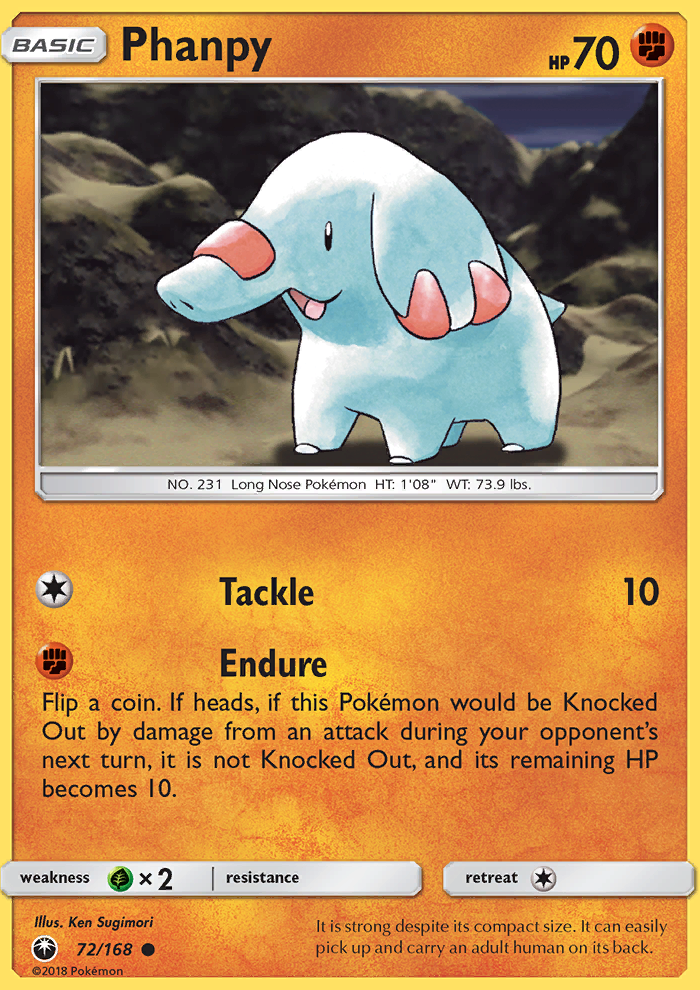 BASIC Phanpy HP70
NO. 231 Long Nose Pokémon HT: 1'08" WT: 73.9 lbs.
Tackle 10
Endure
Flip a coin. If heads, if this Pokémon would be Knocked
Out by damage from an attack during your opponent's
next turn, it is not Knocked Out, and its remaining HP
becomes 10.
weakness ×2 resistance retreat
Illus. Ken Sugimori
72/168
©2018 Pokémon
It is strong despite its compact size. It can easily
pick up and carry an adult human on its back.